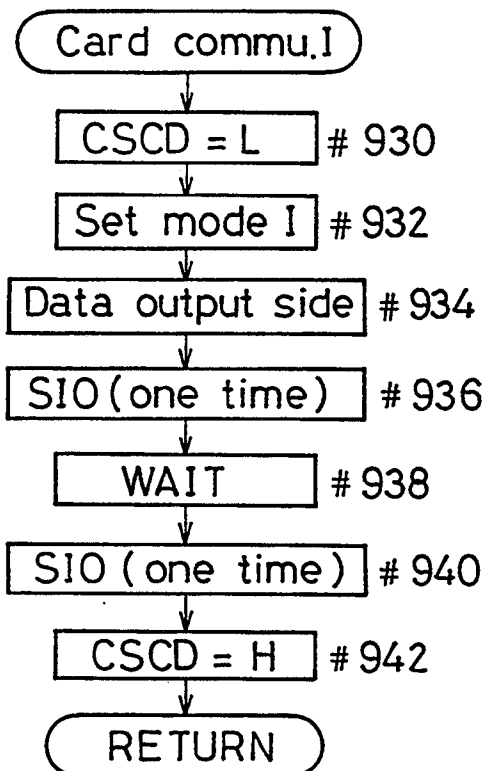 Card commu.I
CSCD = L # 930
Set mode I # 932
Data output side # 934
SIO (one time) # 936
WAIT # 938
SIO (one time) # 940
CSCD = H # 942
RETURN